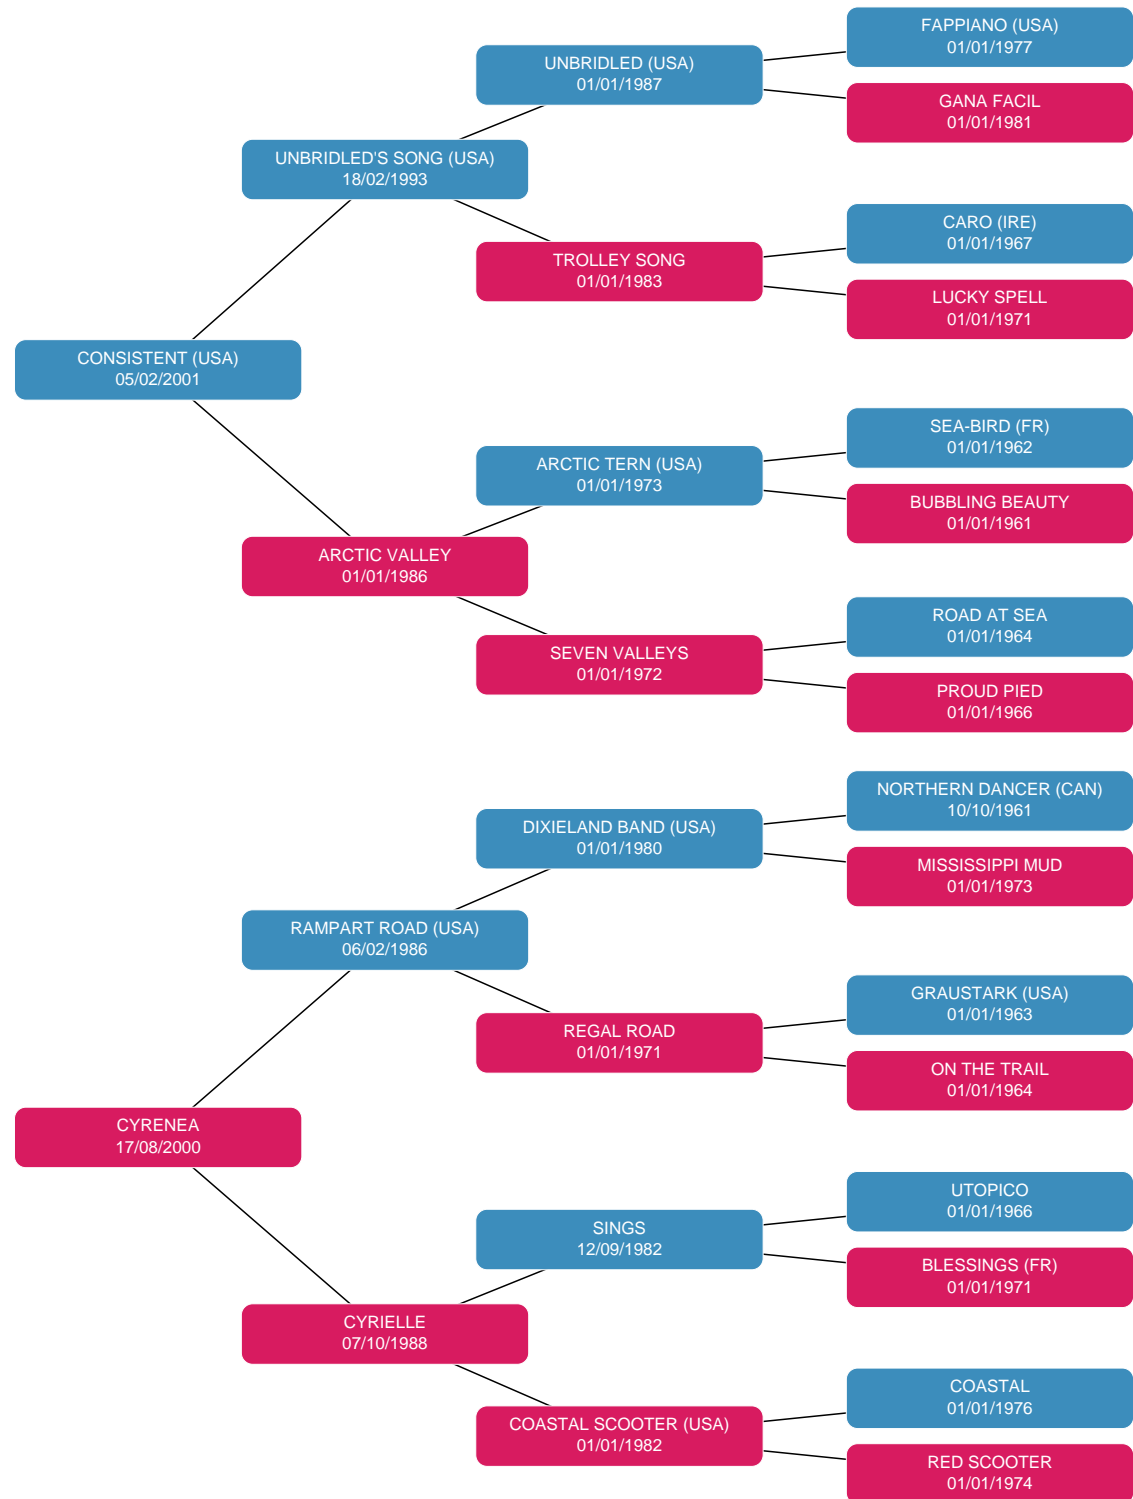 FAPPIANO (USA)
01/01/1977
UNBRIDLED (USA)
01/01/1987
GANA FACIL
01/01/1981
UNBRIDLED'S SONG (USA)
18/02/1993
CARO (IRE)
01/01/1967
TROLLEY SONG
01/01/1983
LUCKY SPELL
01/01/1971
CONSISTENT (USA)
05/02/2001
SEA-BIRD (FR)
01/01/1962
ARCTIC TERN (USA)
01/01/1973
BUBBLING BEAUTY
01/01/1961
ARCTIC VALLEY
01/01/1986
ROAD AT SEA
01/01/1964
SEVEN VALLEYS
01/01/1972
PROUD PIED
01/01/1966
NORTHERN DANCER (CAN)
10/10/1961
DIXIELAND BAND (USA)
01/01/1980
MISSISSIPPI MUD
01/01/1973
RAMPART ROAD (USA)
06/02/1986
GRAUSTARK (USA)
01/01/1963
REGAL ROAD
01/01/1971
ON THE TRAIL
01/01/1964
CYRENEA
17/08/2000
UTOPICO
01/01/1966
SINGS
12/09/1982
BLESSINGS (FR)
01/01/1971
CYRIELLE
07/10/1988
COASTAL
01/01/1976
COASTAL SCOOTER (USA)
01/01/1982
RED SCOOTER
01/01/1974